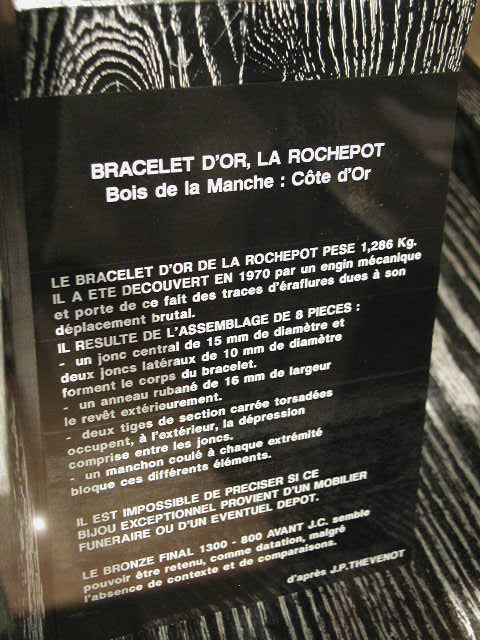 BRACELET D'OR, LA ROCHEPOT
Bois de la Manche : Côte d'Or
LE BRACELET D'OR DE LA ROCHEPOT PESE 1,286 Kg.
IL A ETE DECOUVERT EN 1970 par un engin mécanique
et porte de ce fait des traces d'éraflures dues à son
déplacement brutal.
IL RESULTE DE L'ASSEMBLAGE DE 8 PIECES :
- un jonc central de 15 mm de diamètre et
deux joncs latéraux de 10 mm de diamètre
forment le corps du bracelet.
- un anneau rubané de 16 mm de largeur
le revêt extérieurement.
- deux tiges de section carrée torsadées
occupent, à l'extérieur, la dépression
comprise entre les joncs.
- un manchon coulé à chaque extrémité
bloque ces différents éléments.
IL EST IMPOSSIBLE DE PRECISER SI CE
BIJOU EXCEPTIONNEL PROVIENT D'UN MOBILIER
FUNERAIRE OU D'UN EVENTUEL DEPOT.
LE BRONZE FINAL 1300 - 800 AVANT J.C. semble
pouvoir être retenu, comme datation, malgré
l'absence de contexte et de comparaisons.
d'après J.P.THEVENOT